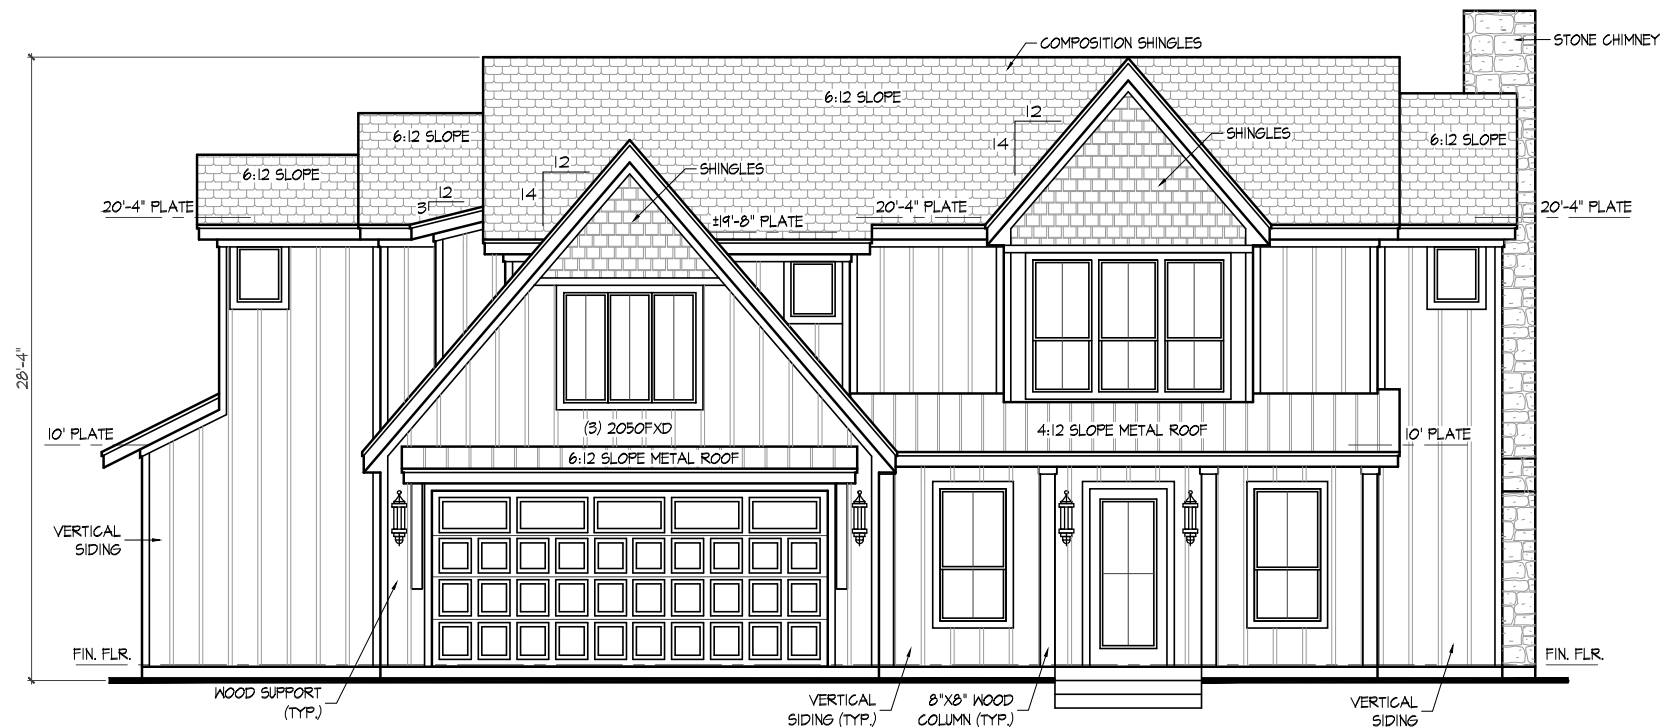 COMPOSITION SHINGLES
STONE CHIMNEY
6:12 SLOPE
12
14
SHINGLES
6:12 SLOPE
6:12 SLOPE
12
14
SHINGLES
6:12 SLOPE
12
3
20'-4" PLATE
±19'-8" PLATE
20'-4" PLATE
20'-4" PLATE
28'-4"
(3) 2050FXD
10' PLATE
4:12 SLOPE METAL ROOF
10' PLATE
6:12 SLOPE METAL ROOF
VERTICAL
SIDING
FIN. FLR.
FIN. FLR.
WOOD SUPPORT
(TYP.)
VERTICAL
SIDING (TYP.)
8"X8" WOOD
COLUMN (TYP.)
VERTICAL
SIDING